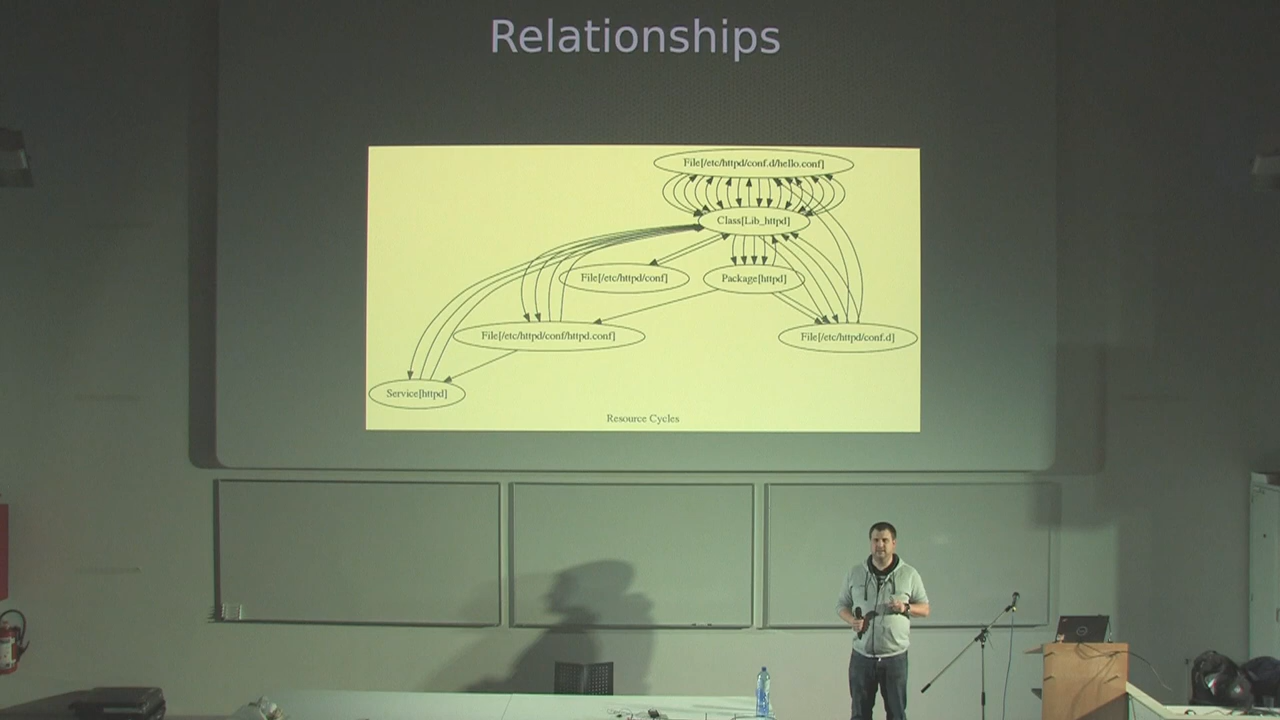 Relationships
File[/etc/httpd/conf.d/hello.conf]
Class[Lib_httpd]
File[/etc/httpd/conf]
Package[httpd]
File[/etc/httpd/conf/httpd.conf]
File[/etc/httpd/conf.d]
Service[httpd]
Resource Cycles